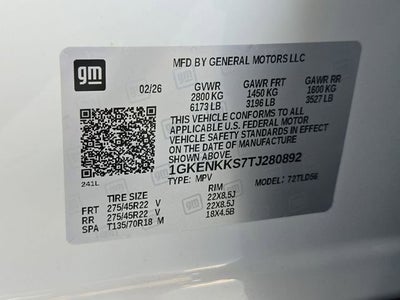 gm
MFD BY GENERAL MOTORS LLC
02/26 GVWR GAWR FRT GAWR RR
2800 KG 1450 KG 1600 KG
6173 LB 3196 LB 3527 LB
THIS VEHICLE CONFORMS TO ALL
APPLICABLE U.S. FEDERAL MOTOR
VEHICLE SAFETY STANDARDS IN EFFECT
ON THE DATE OF MANUFACTURE SHOWN ABOVE.
1GKENKKS7TJ280892
TYPE: MPV MODEL: 72TLD56
241L
TIRE SIZE RIM
FRT 275/45R22 V 22X8.5J
RR 275/45R22 V 22X8.5J
SPA T135/70R18 M 18X4.5B